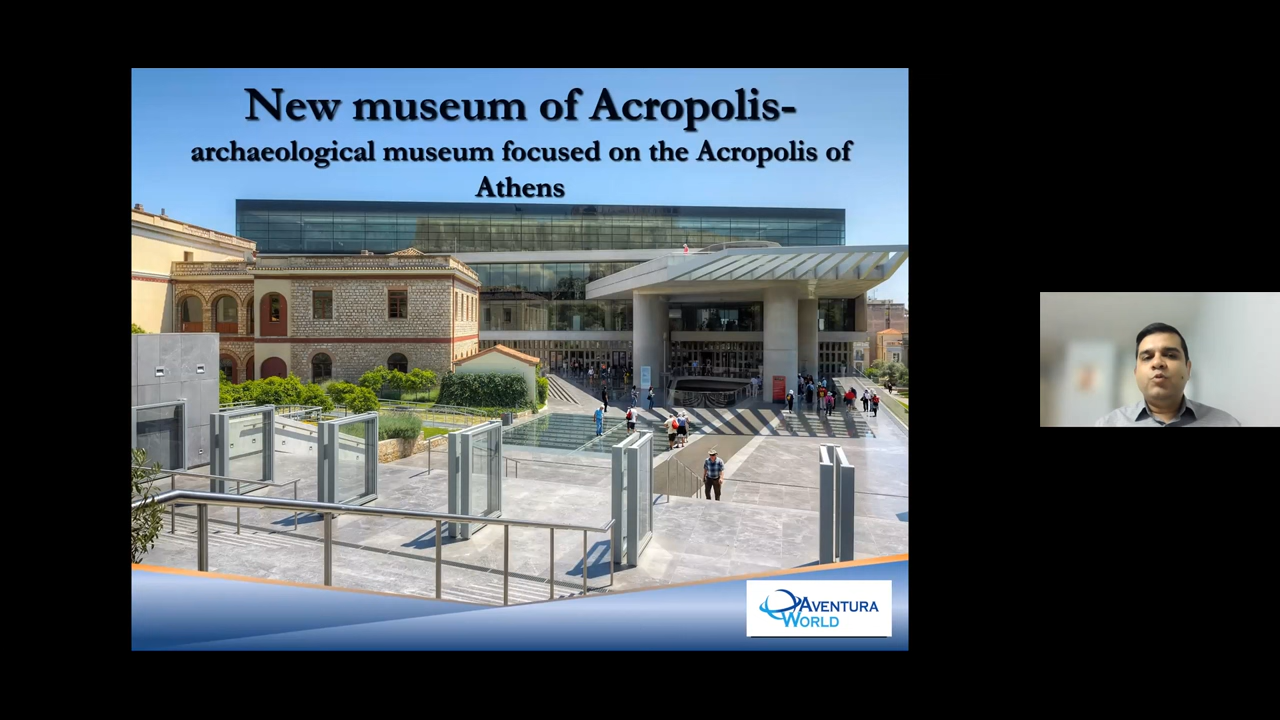 New museum of Acropolis-
archaeological museum focused on the Acropolis of
Athens
AVENTURA
WORLD